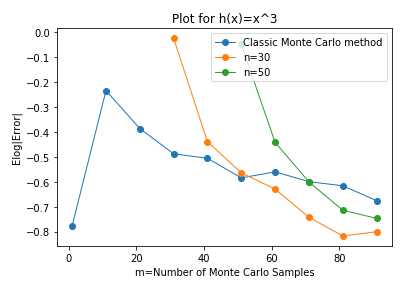 Plot for h(x)=x^3
Classic Monte Carlo method
n=30
n=50
Elog|Error|
0.0
−0.1
−0.2
−0.3
−0.4
−0.5
−0.6
−0.7
−0.8
0 20 40 60 80
m=Number of Monte Carlo Samples